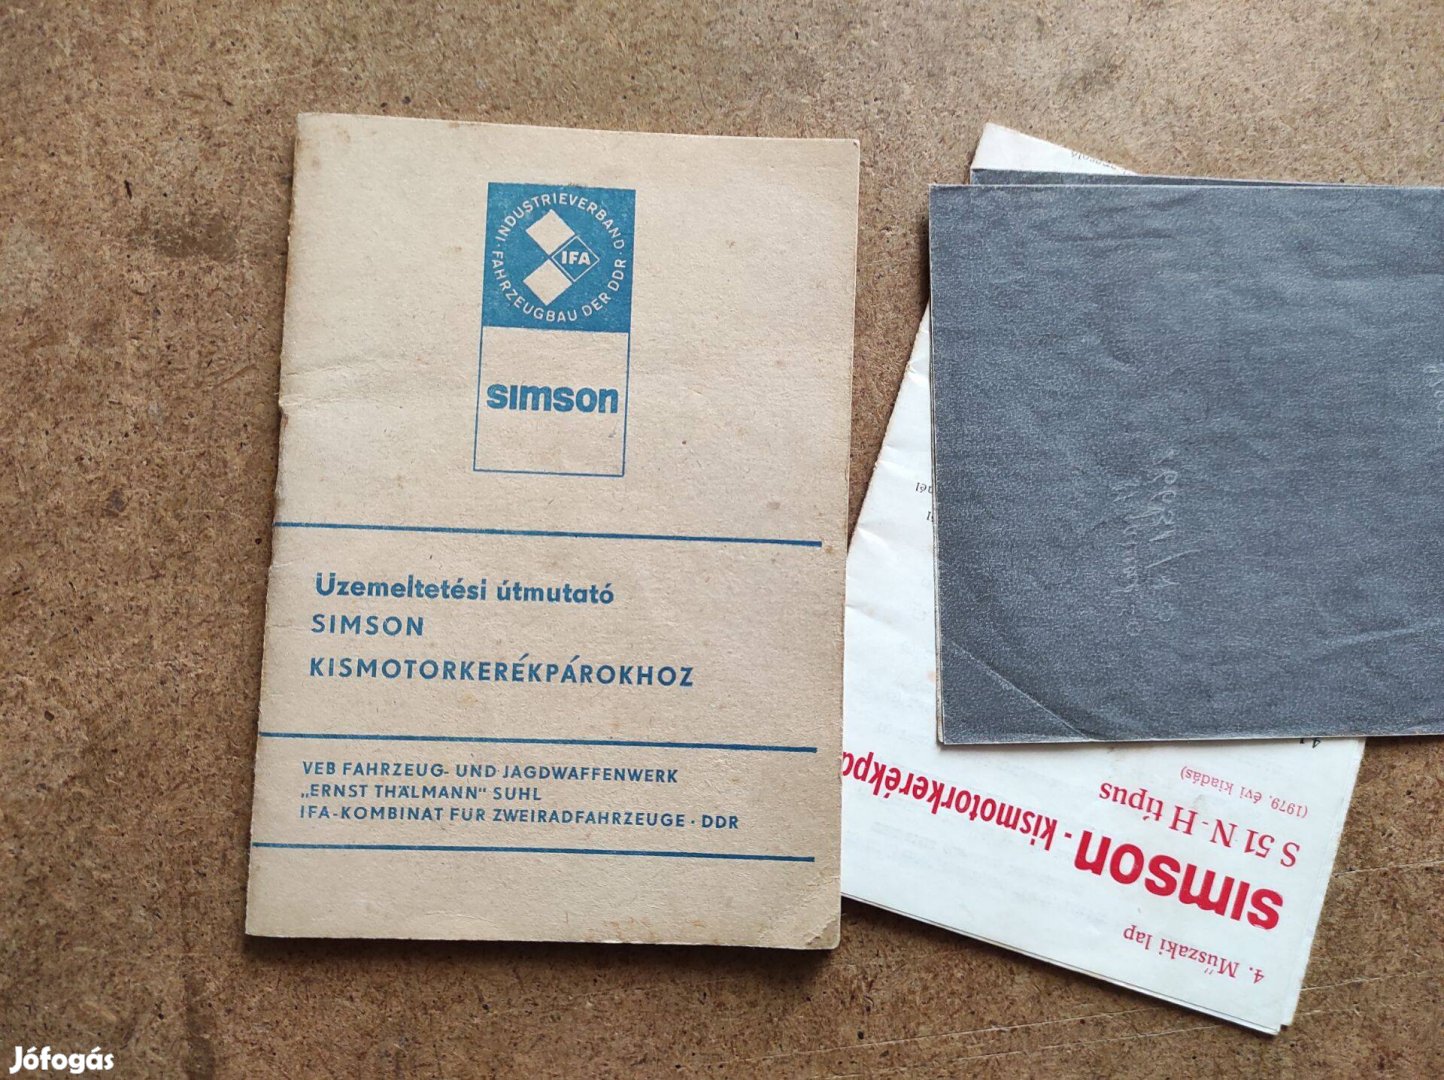 INDUSTRIEVERBAND
FAHRZEUGBAU DER DDR
IFA
simson
Üzemeltetési útmutató
SIMSON
KISMOTORKERÉKPÁROKHOZ
VEB FAHRZEUG- UND JAGDWAFFENWERK
„ERNST THÄLMANN" SUHL
IFA-KOMBINAT FÜR ZWEIRADFAHRZEUGE · DDR
4. Műszaki lap
simson - kismotorkerékpá
S 51 N-H típus
(1979. évi kiadás)
Jófogás